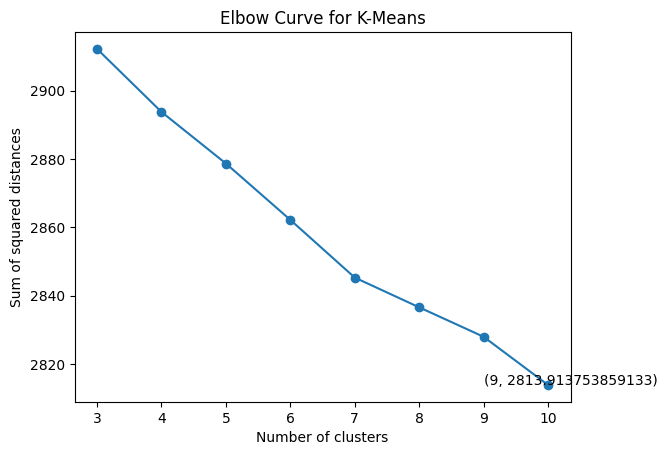 Elbow Curve for K-Means
Sum of squared distances
2900
2880
2860
2840
2820
(9, 2813.913753859133)
3 4 5 6 7 8 9 10
Number of clusters